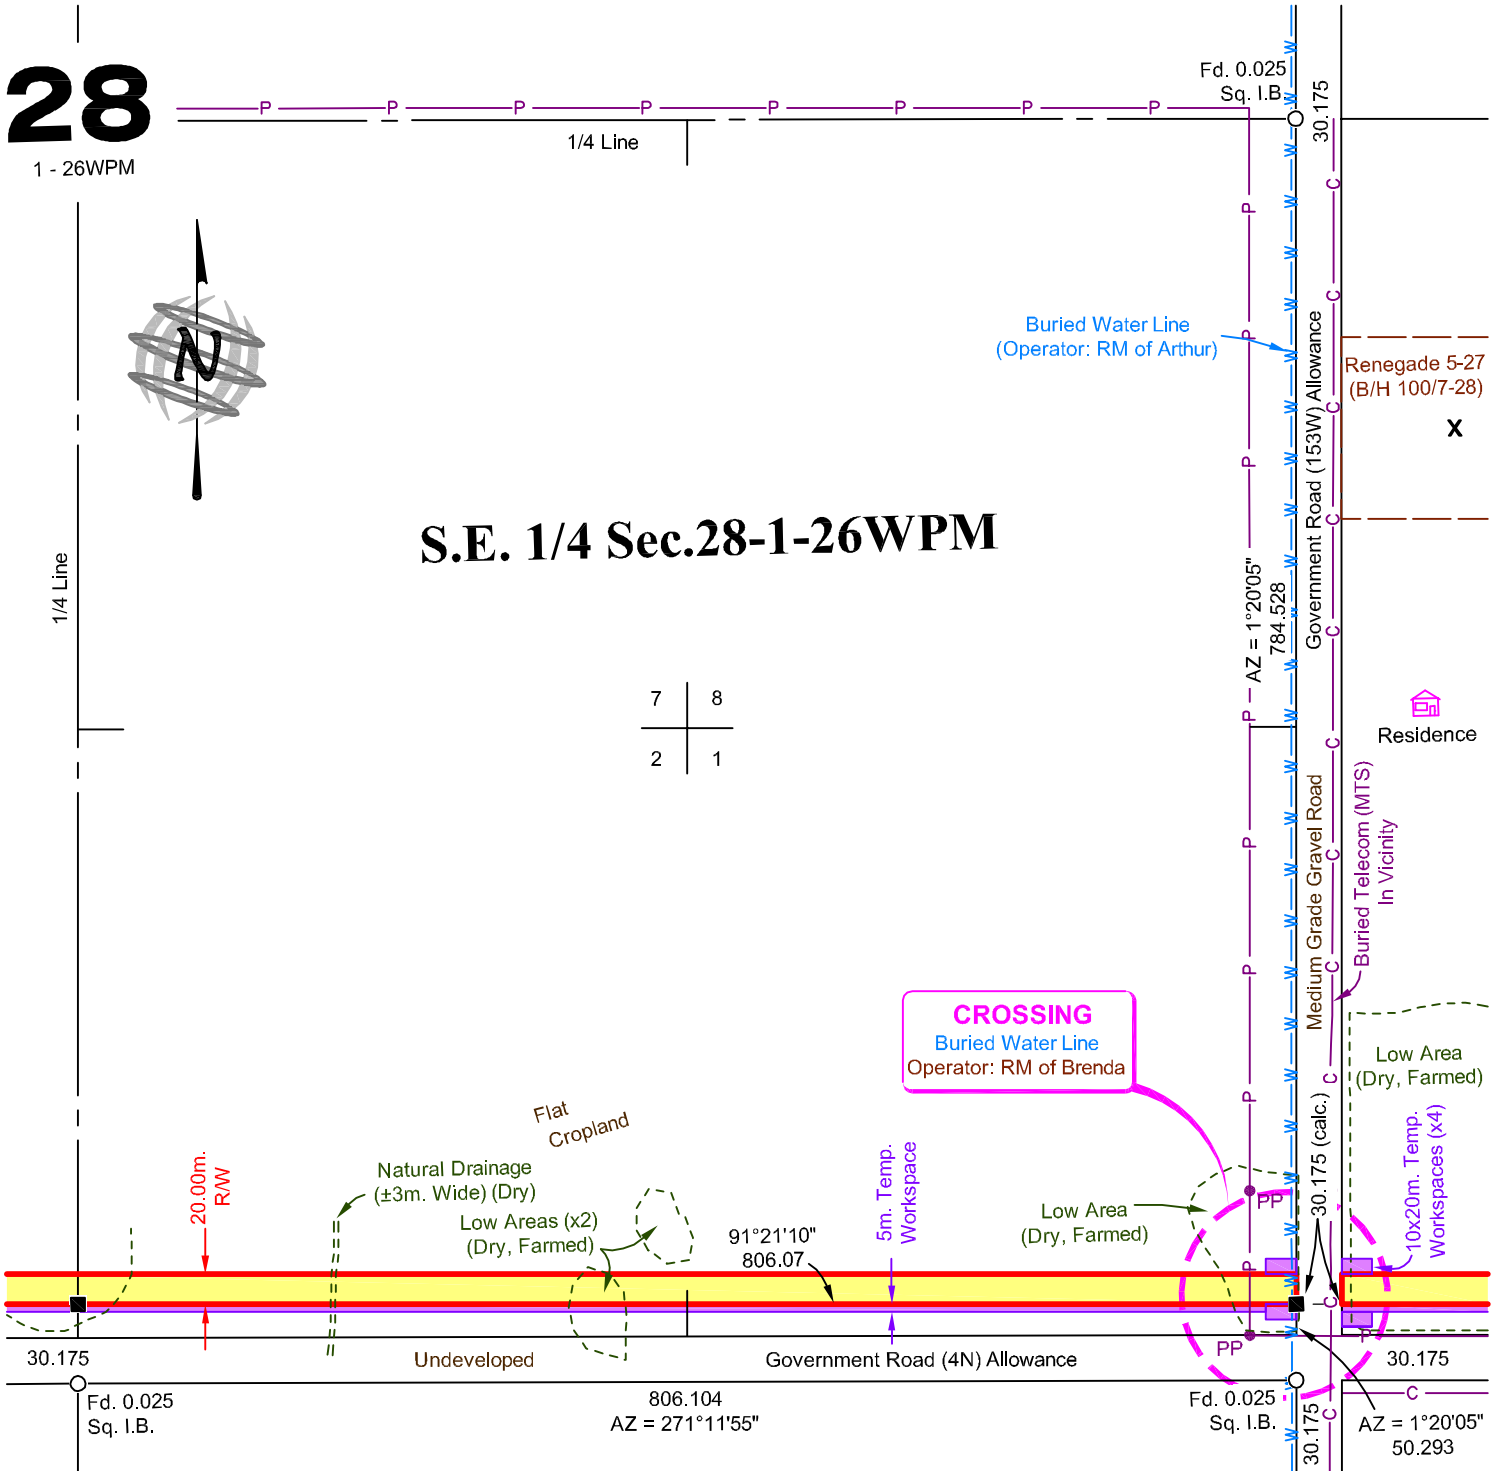 28
1 - 26WPM
P P P P P P P P
1/4 Line
Fd. 0.025
Sq. I.B.
30.175
N
Buried Water Line
(Operator: RM of Arthur)
Government Road (153W) Allowance
Renegade 5-27
(B/H 100/7-28)
X
S.E. 1/4 Sec.28-1-26WPM
1/4 Line
AZ = 1°20'05"
784.528
7 8
2 1
Residence
Medium Grade Gravel Road
Buried Telecom (MTS)
In Vicinity
CROSSING
Buried Water Line
Operator: RM of Brenda
Low Area
(Dry, Farmed)
Flat
Cropland
20.00m.
R/W
Natural Drainage
(±3m. Wide) (Dry)
Low Areas (x2)
(Dry, Farmed)
91°21'10"
806.07
5m. Temp.
Workspace
Low Area
(Dry, Farmed)
PP
30.175 (calc.)
10x20m. Temp.
Workspaces (x4)
PP
P
30.175
Undeveloped
Government Road (4N) Allowance
30.175
Fd. 0.025
Sq. I.B.
806.104
AZ = 271°11'55"
Fd. 0.025
Sq. I.B.
30.175
C
AZ = 1°20'05"
50.293
P P P P P P P P P
W W W W W W W W W W W W W W W W W W W W W W W W W W W
C C C C C C C C C C C